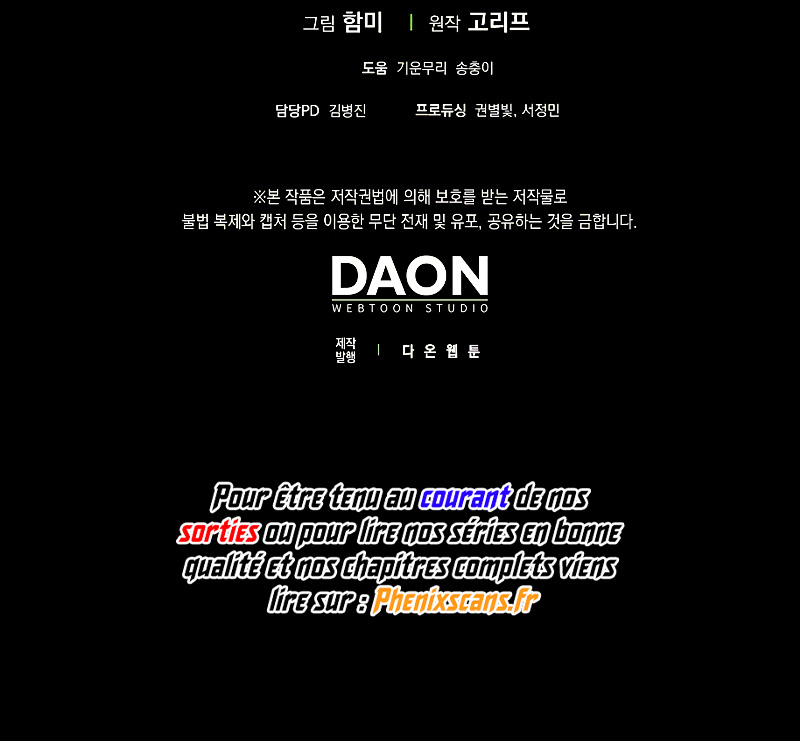 그림 함미 | 원작 고리프
도움 기운무리 송충이
담당PD 김병진 프로듀싱 권별빛, 서정민
※본 작품은 저작권법에 의해 보호를 받는 저작물로
불법 복제와 캡처 등을 이용한 무단 전재 및 유포, 공유하는 것을 금합니다.
DAON
WEBTOON STUDIO
제작
발행 | 다온웹툰
Pour être tenu au courant de nos
sorties ou pour lire nos séries en bonne
qualité et nos chapitres complets viens
lire sur : Phenixscans.fr